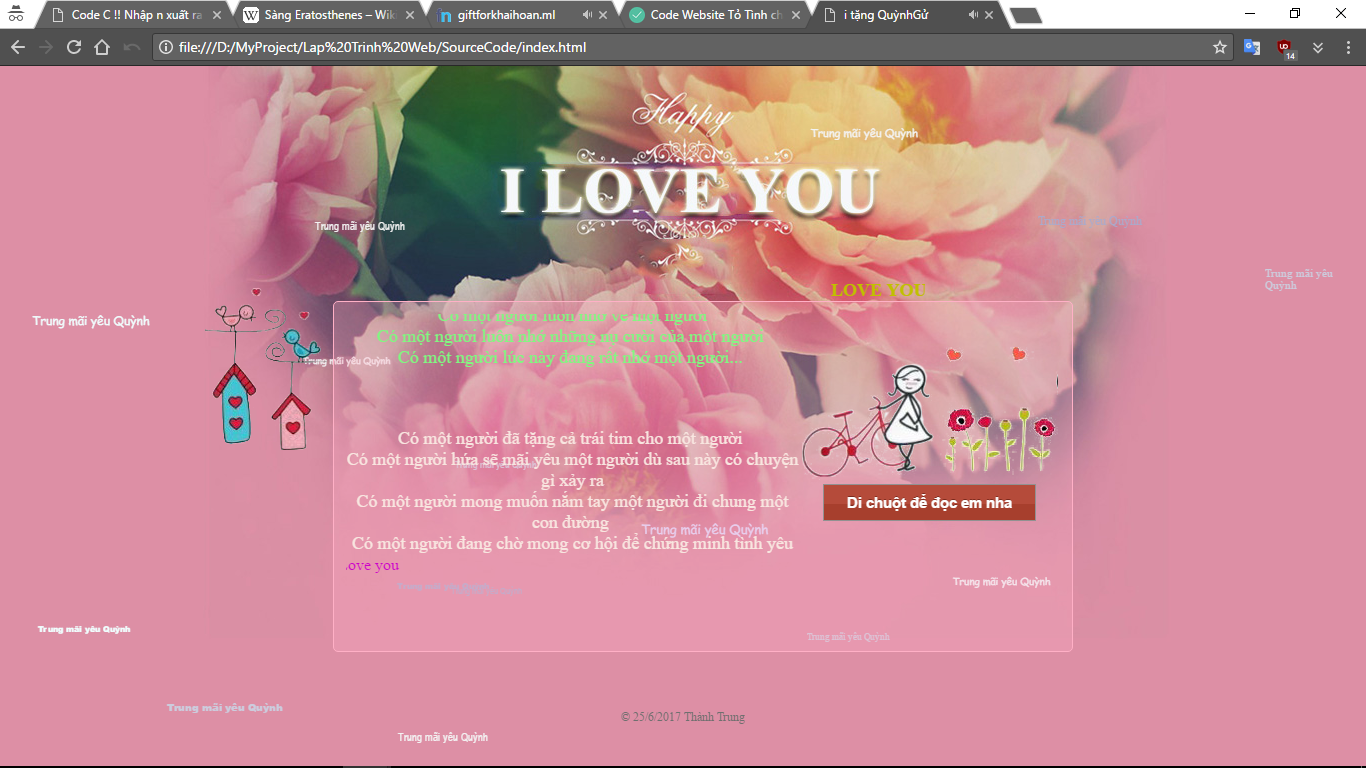 Code C !! Nhập n xuất ra
Sàng Eratosthenes – Wik
giftforkhaihoan.ml
Code Website Tỏ Tình ch
i tặng QuỳnhGử
file:///D:/MyProject/Lap%20Trinh%20Web/SourceCode/index.html
14
Happy
Trung mãi yêu Quỳnh
I LOVE YOU
Trung mãi yêu Quỳnh
Trung mãi yêu Quỳnh
Trung mãi yêu
Quỳnh
LOVE YOU
Trung mãi yêu Quỳnh
Có một người luôn nhớ về một người
Có một người luôn nhớ những nụ cười của một người
Có một người lúc này đang rất nhớ một người...
Trung mãi yêu Quỳnh
Có một người đã tặng cả trái tim cho một người
Có một người hứa sẽ mãi yêu một người dù sau này có chuyện
gì xảy ra
Trung mãi yêu Quỳnh
Có một người mong muốn nắm tay một người đi chung một
con đường
Di chuột để đọc em nha
Trung mãi yêu Quỳnh
Có một người đang chờ mong cơ hội để chứng minh tình yêu
ove you
Trung mãi yêu Quỳnh
Trung mãi yêu Quỳnh
Trung mãi yêu Quỳnh
Trung mãi yêu Quỳnh
© 25/6/2017 Thành Trung
Trung mãi yêu Quỳnh